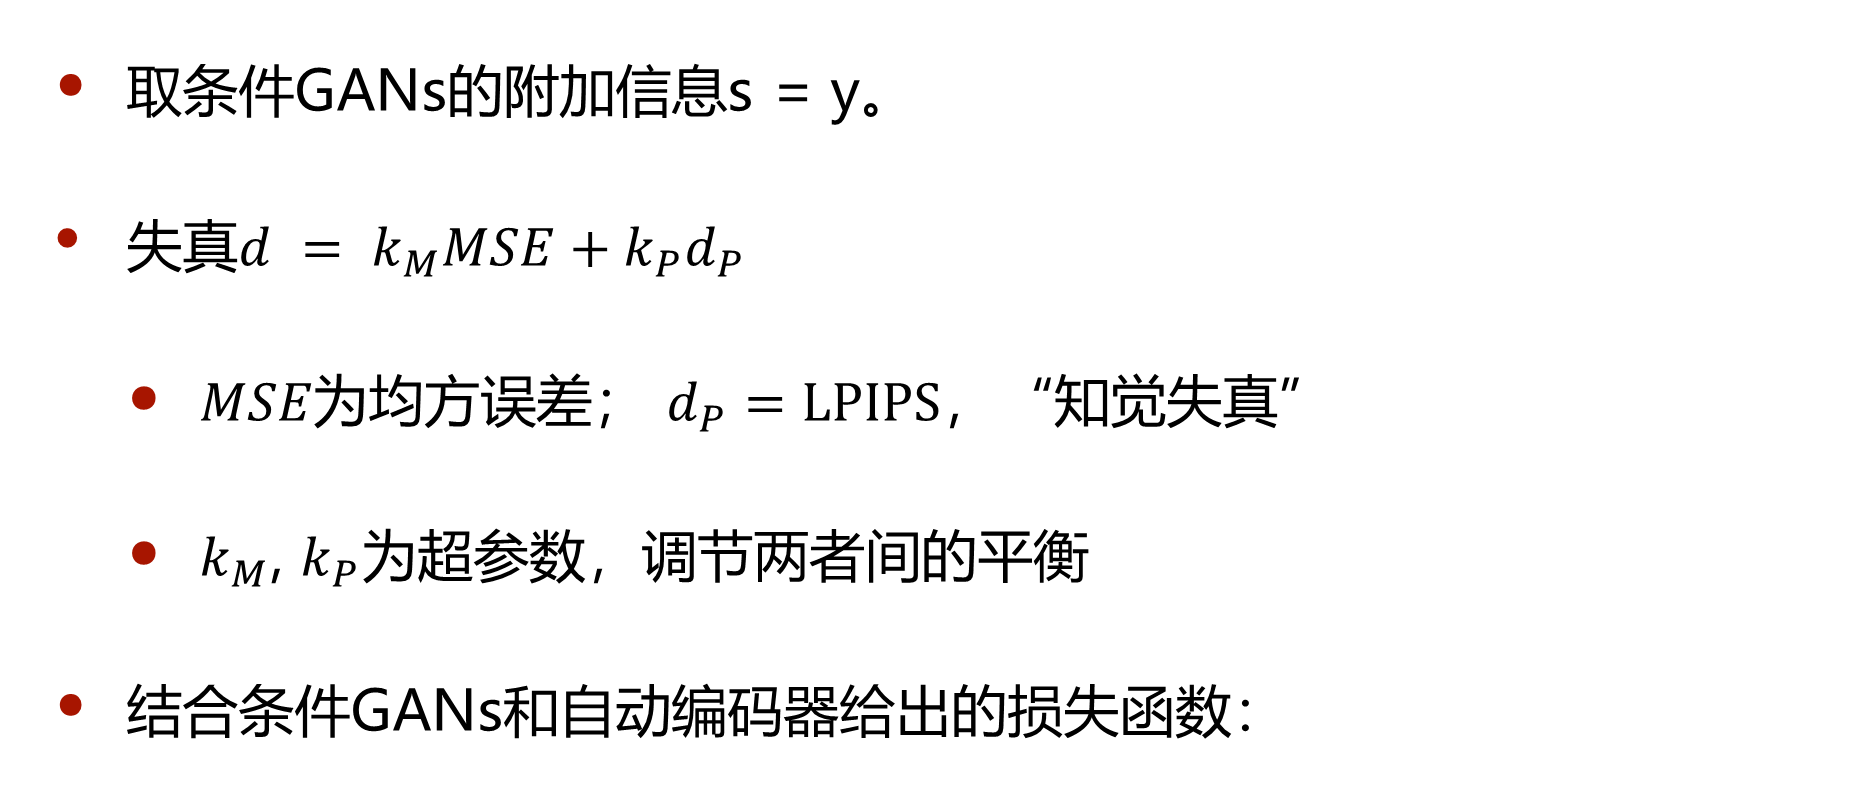 • 取条件GANs的附加信息s = y。
• 失真d = k_M MSE + k_P d_P
• MSE为均方误差； d_P = LPIPS，“知觉失真”
• k_M, k_P为超参数，调节两者间的平衡
• 结合条件GANs和自动编码器给出的损失函数：